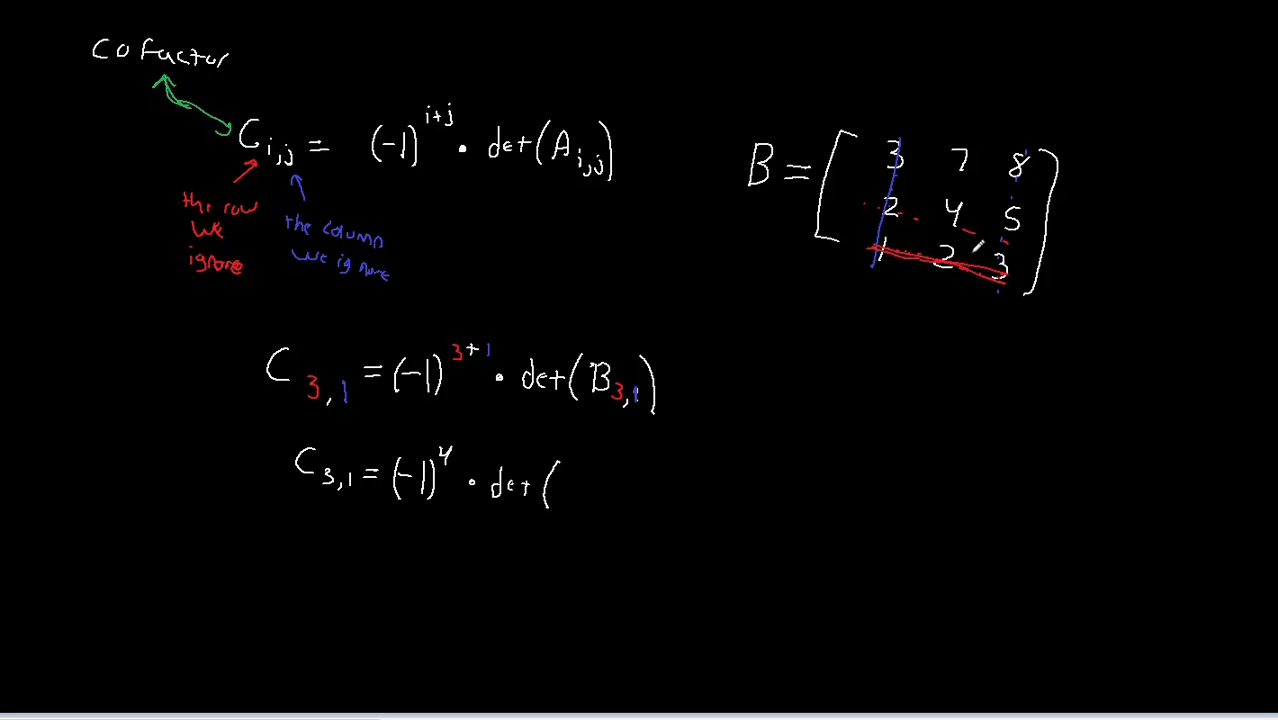 Cofactor
C i,j = (-1)^i+j · det(A i,j)
the row
we
ignore
the column
we ignore
B = [ 3 7 8
2 4 5
1 2 3 ]
C 3,1 = (-1)^3+1 · det(B 3,1)
C 3,1 = (-1)^4 · det(